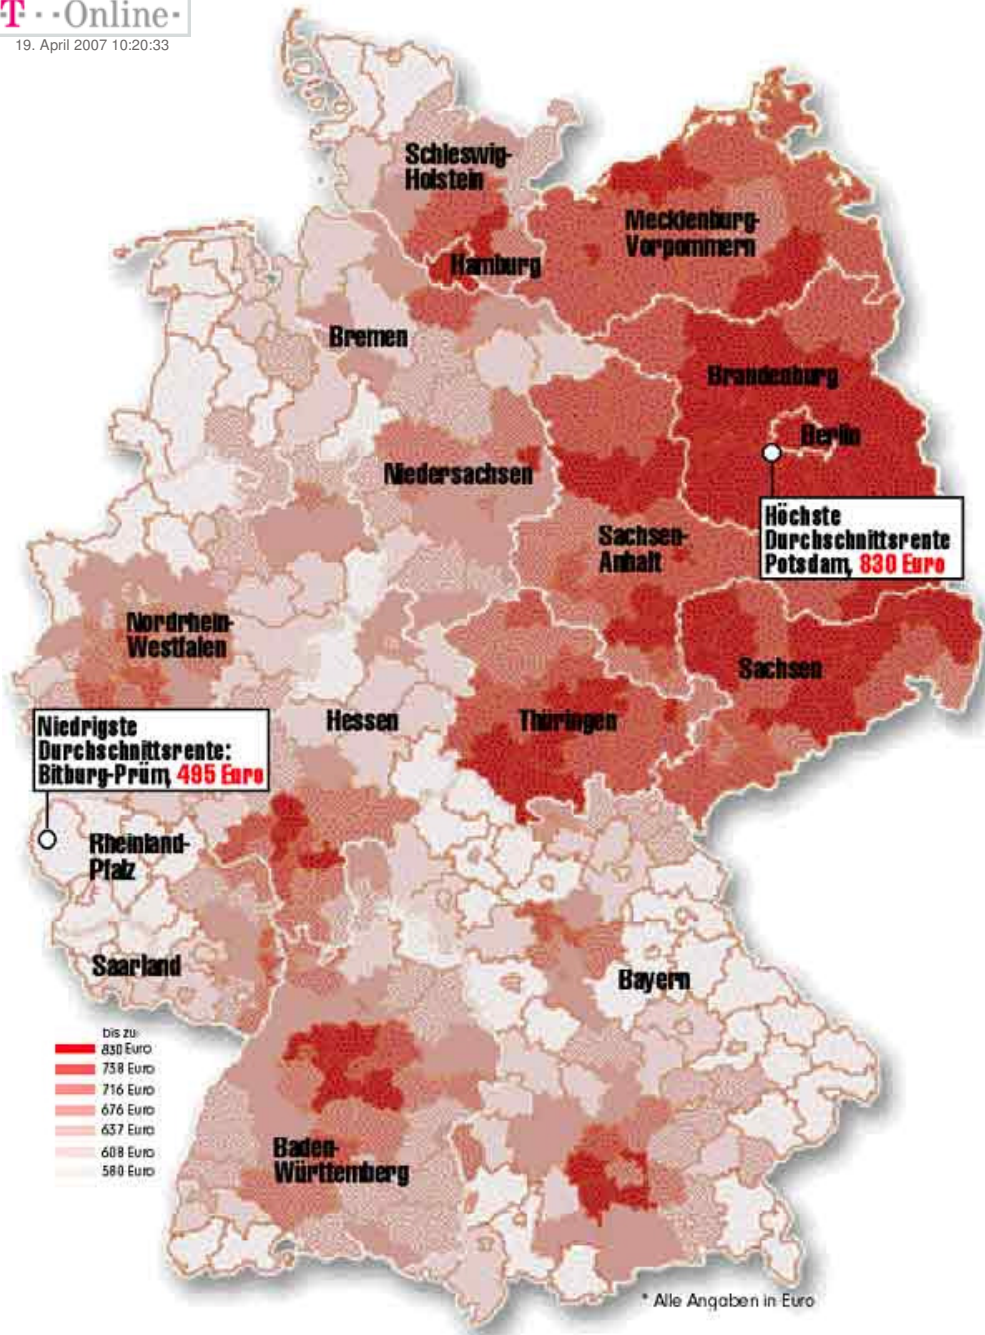 T··Online·
19. April 2007 10:20:33
Schleswig-
Holstein
Mecklenburg-
Vorpommern
Hamburg
Bremen
Brandenburg
Berlin
Niedersachsen
Höchste
Durchschnittsrente
Potsdam, 830 Euro
Sachsen-
Anhalt
Nordrhein-
Westfalen
Sachsen
Hessen
Thüringen
Niedrigste
Durchschnittsrente:
Bitburg-Prüm, 495 Euro
Rheinland-
Pfalz
Saarland
Bayern
bis zu:
830 Euro
738 Euro
716 Euro
676 Euro
637 Euro
608 Euro
580 Euro
Baden-
Württemberg
* Alle Angaben in Euro